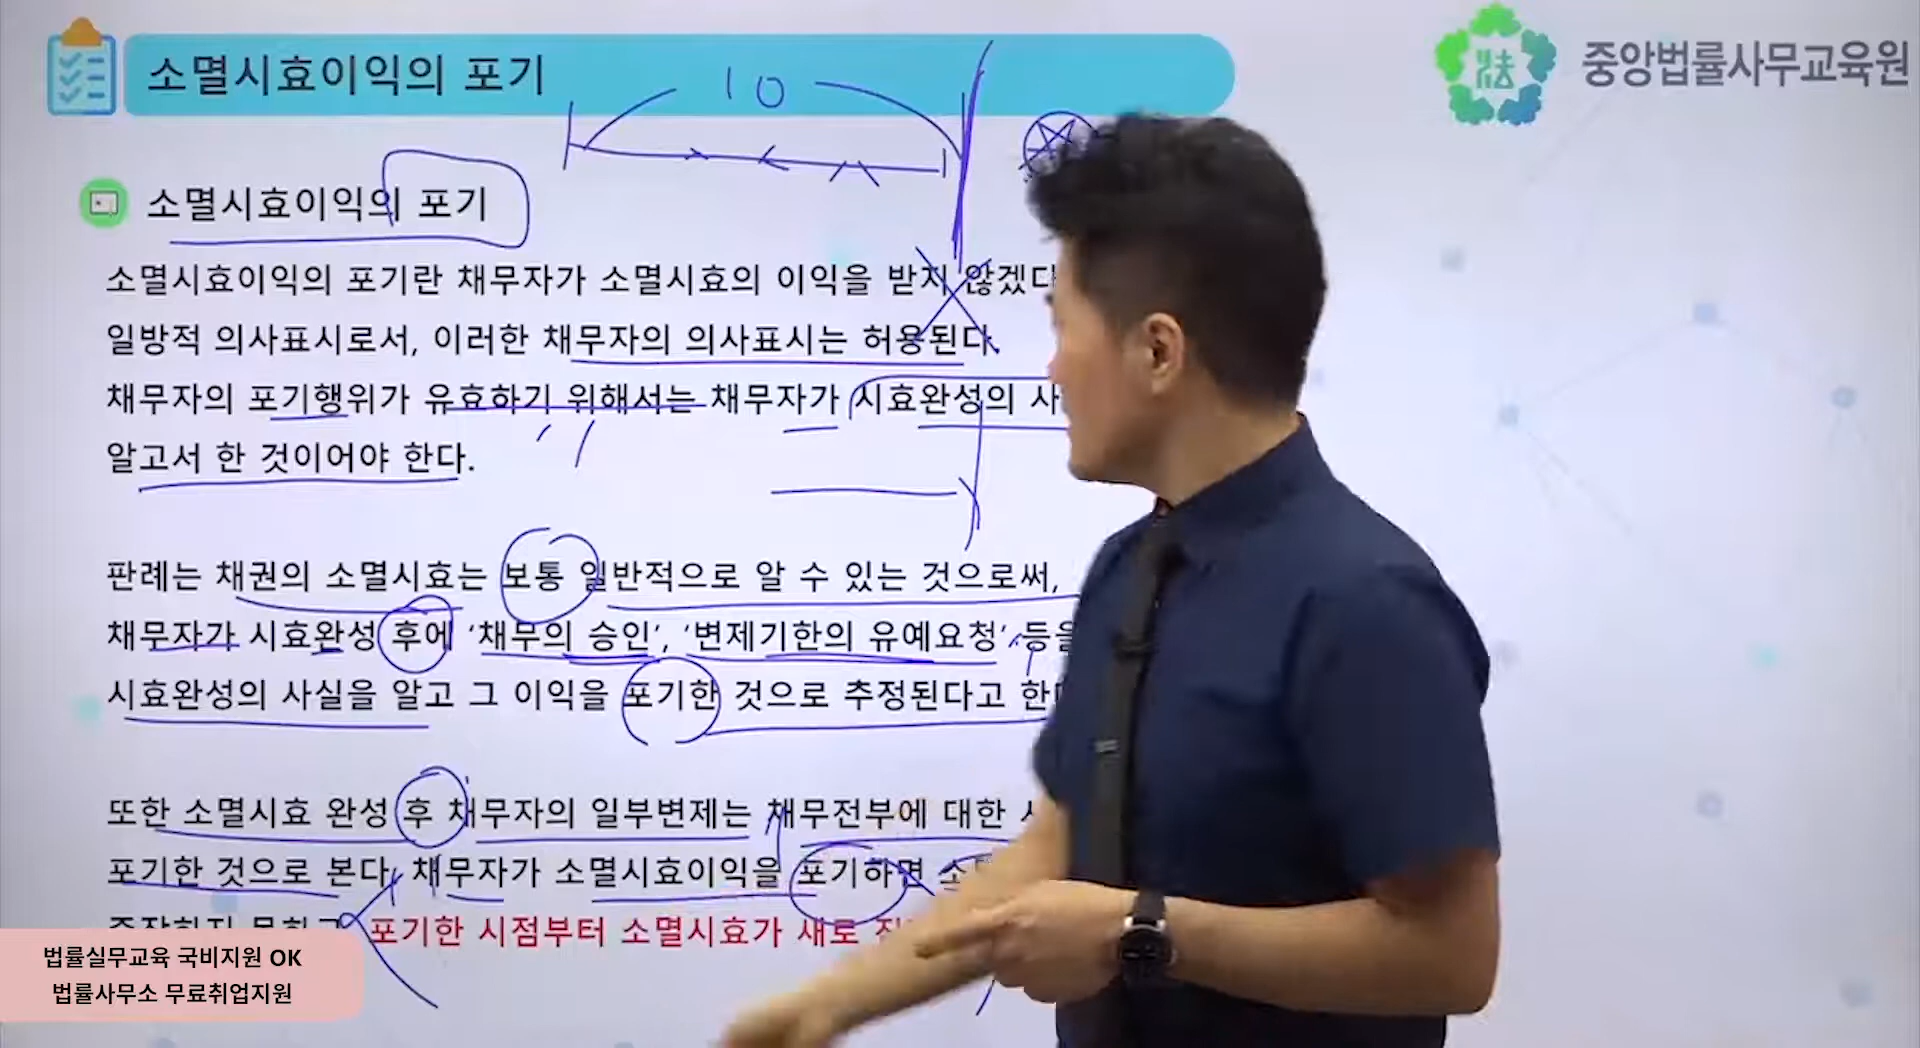 소멸시효이익의 포기
10
중앙법률사무교육원
소멸시효이익의 포기
소멸시효이익의 포기란 채무자가 소멸시효의 이익을 받지 않겠다
일방적 의사표시로서, 이러한 채무자의 의사표시는 허용된다.
채무자의 포기행위가 유효하기 위해서는 채무자가 시효완성의 사
알고서 한 것이어야 한다.
판례는 채권의 소멸시효는 보통 일반적으로 알 수 있는 것으로써,
채무자가 시효완성 후에 '채무의 승인', '변제기한의 유예요청' 등을
시효완성의 사실을 알고 그 이익을 포기한 것으로 추정된다고 한
또한 소멸시효 완성 후 채무자의 일부변제는 채무전부에 대한
포기한 것으로 본다. 채무자가 소멸시효이익을 포기하면
포기한 시점부터 소멸시효가 새로
법률실무교육 국비지원 OK
법률사무소 무료취업지원